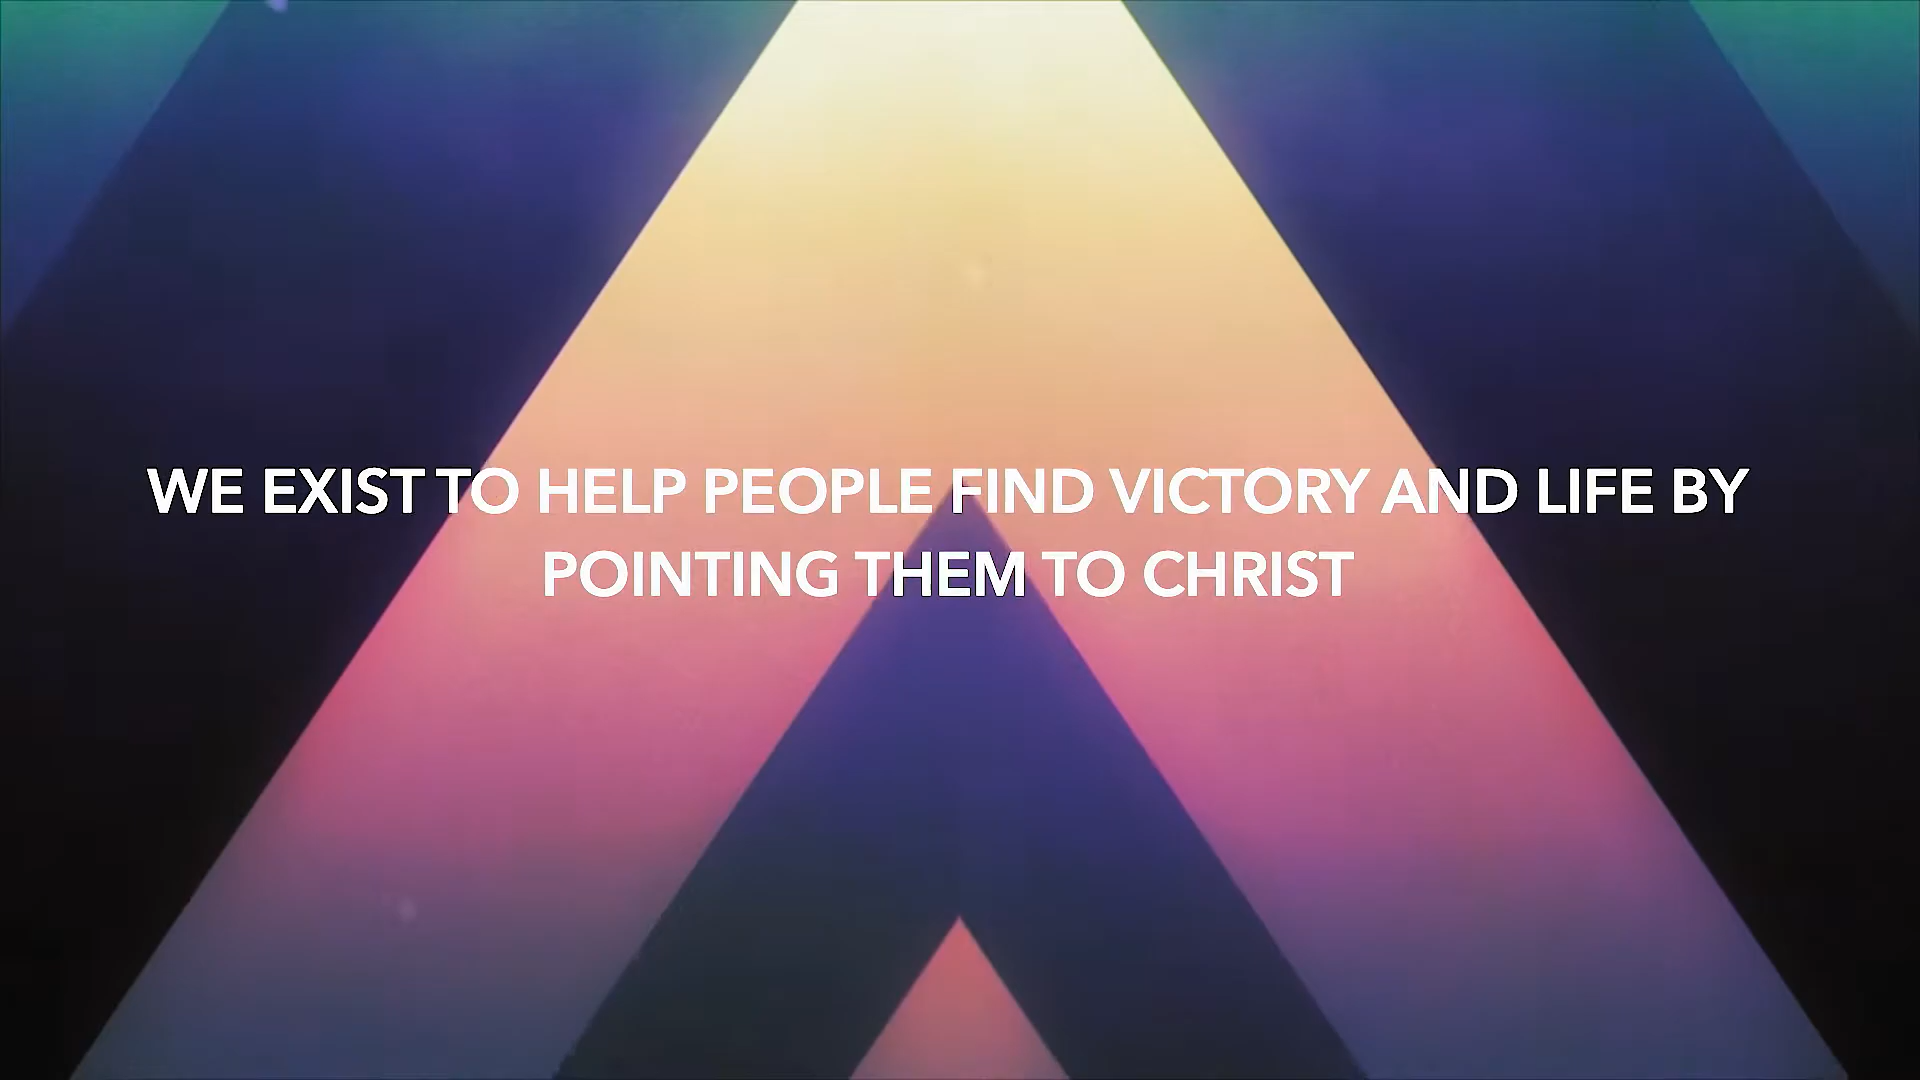 WE EXIST TO HELP PEOPLE FIND VICTORY AND LIFE BY
POINTING THEM TO CHRIST